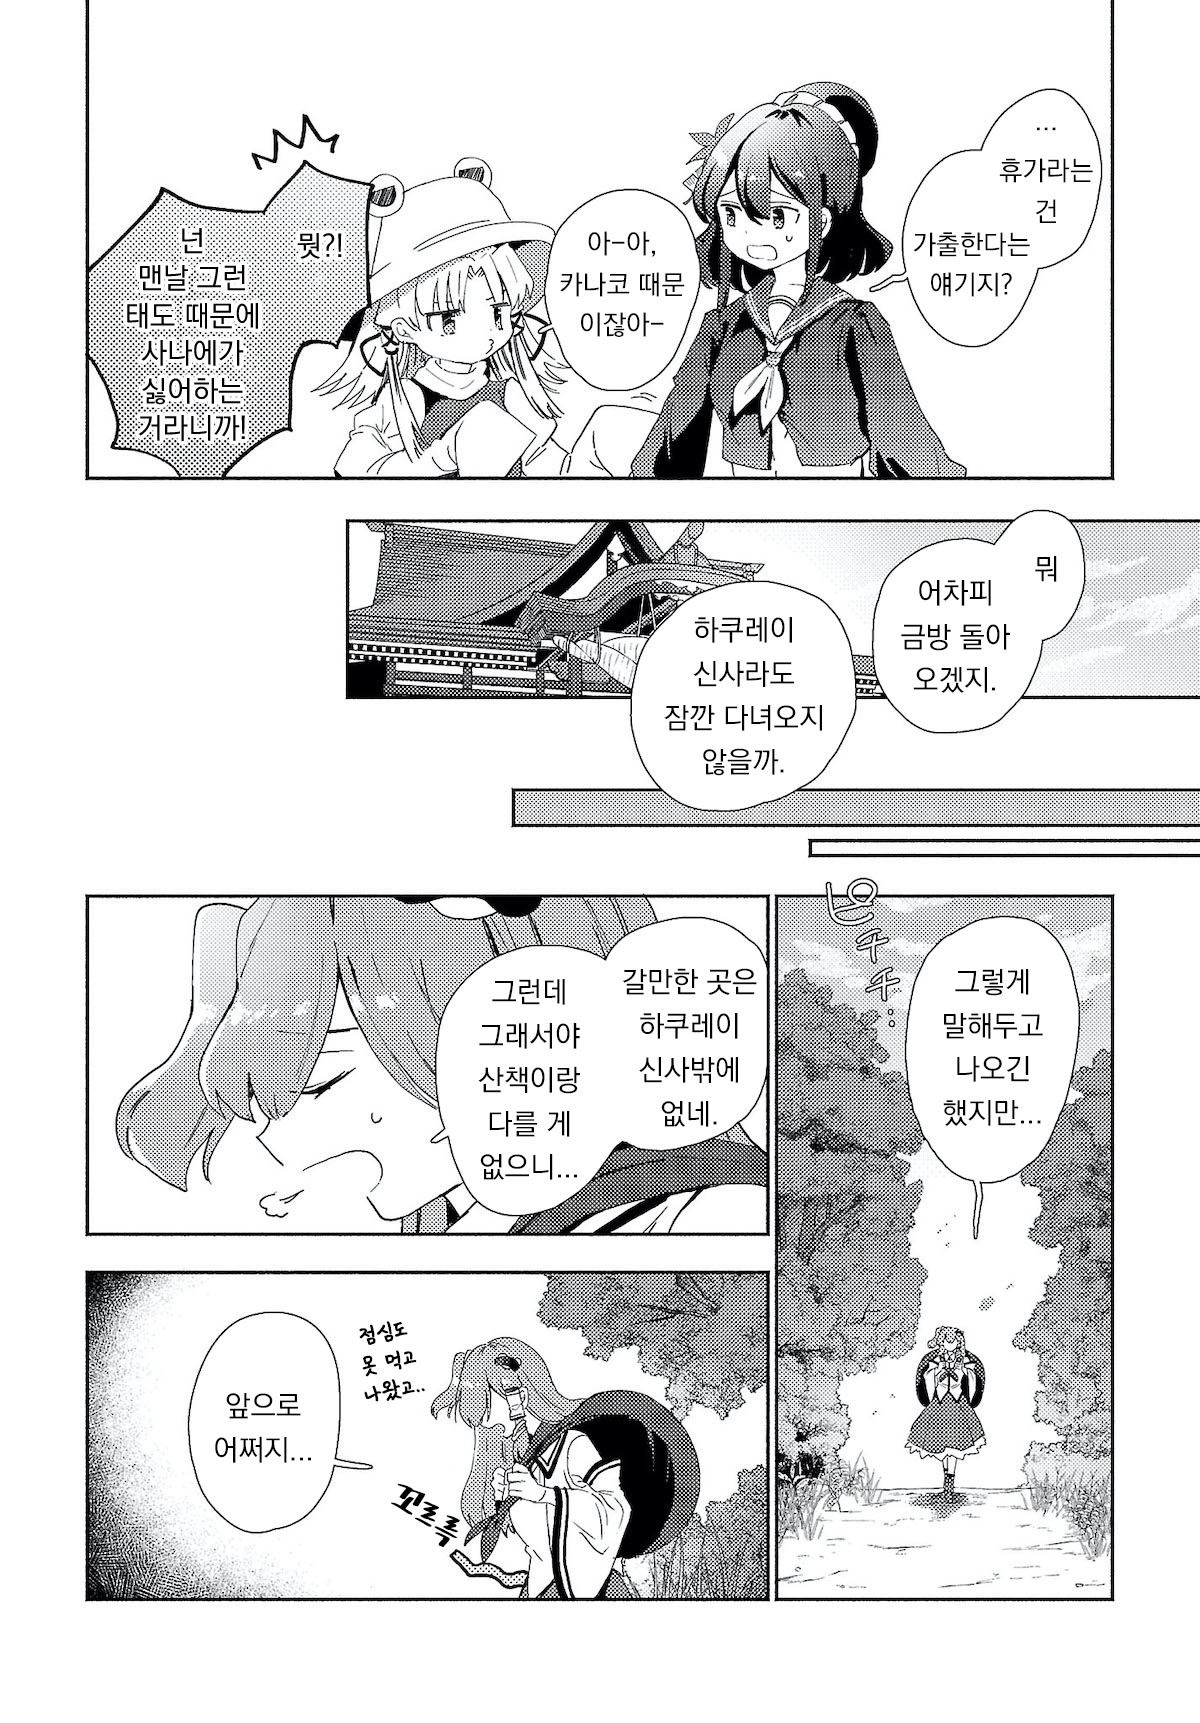 …
휴가라는
건
가출한다는
얘기지?
아-아,
카나코 때문
이잖아-
뭣?!
넌
맨날 그런
태도 때문에
사나에가
싫어하는
거라니까!
뭐
어차피
금방 돌아
오겠지.
하쿠레이
신사라도
잠깐 다녀오지
않을까.
ピチチチ…
그렇게
말해두고
나오긴
했지만…
갈만한 곳은
하쿠레이
신사밖에
없네.
그런데
그래서야
산책이랑
다를 게
없으니…
점심도
못 먹고
나왔고..
꼬르륵
앞으로
어쩌지…